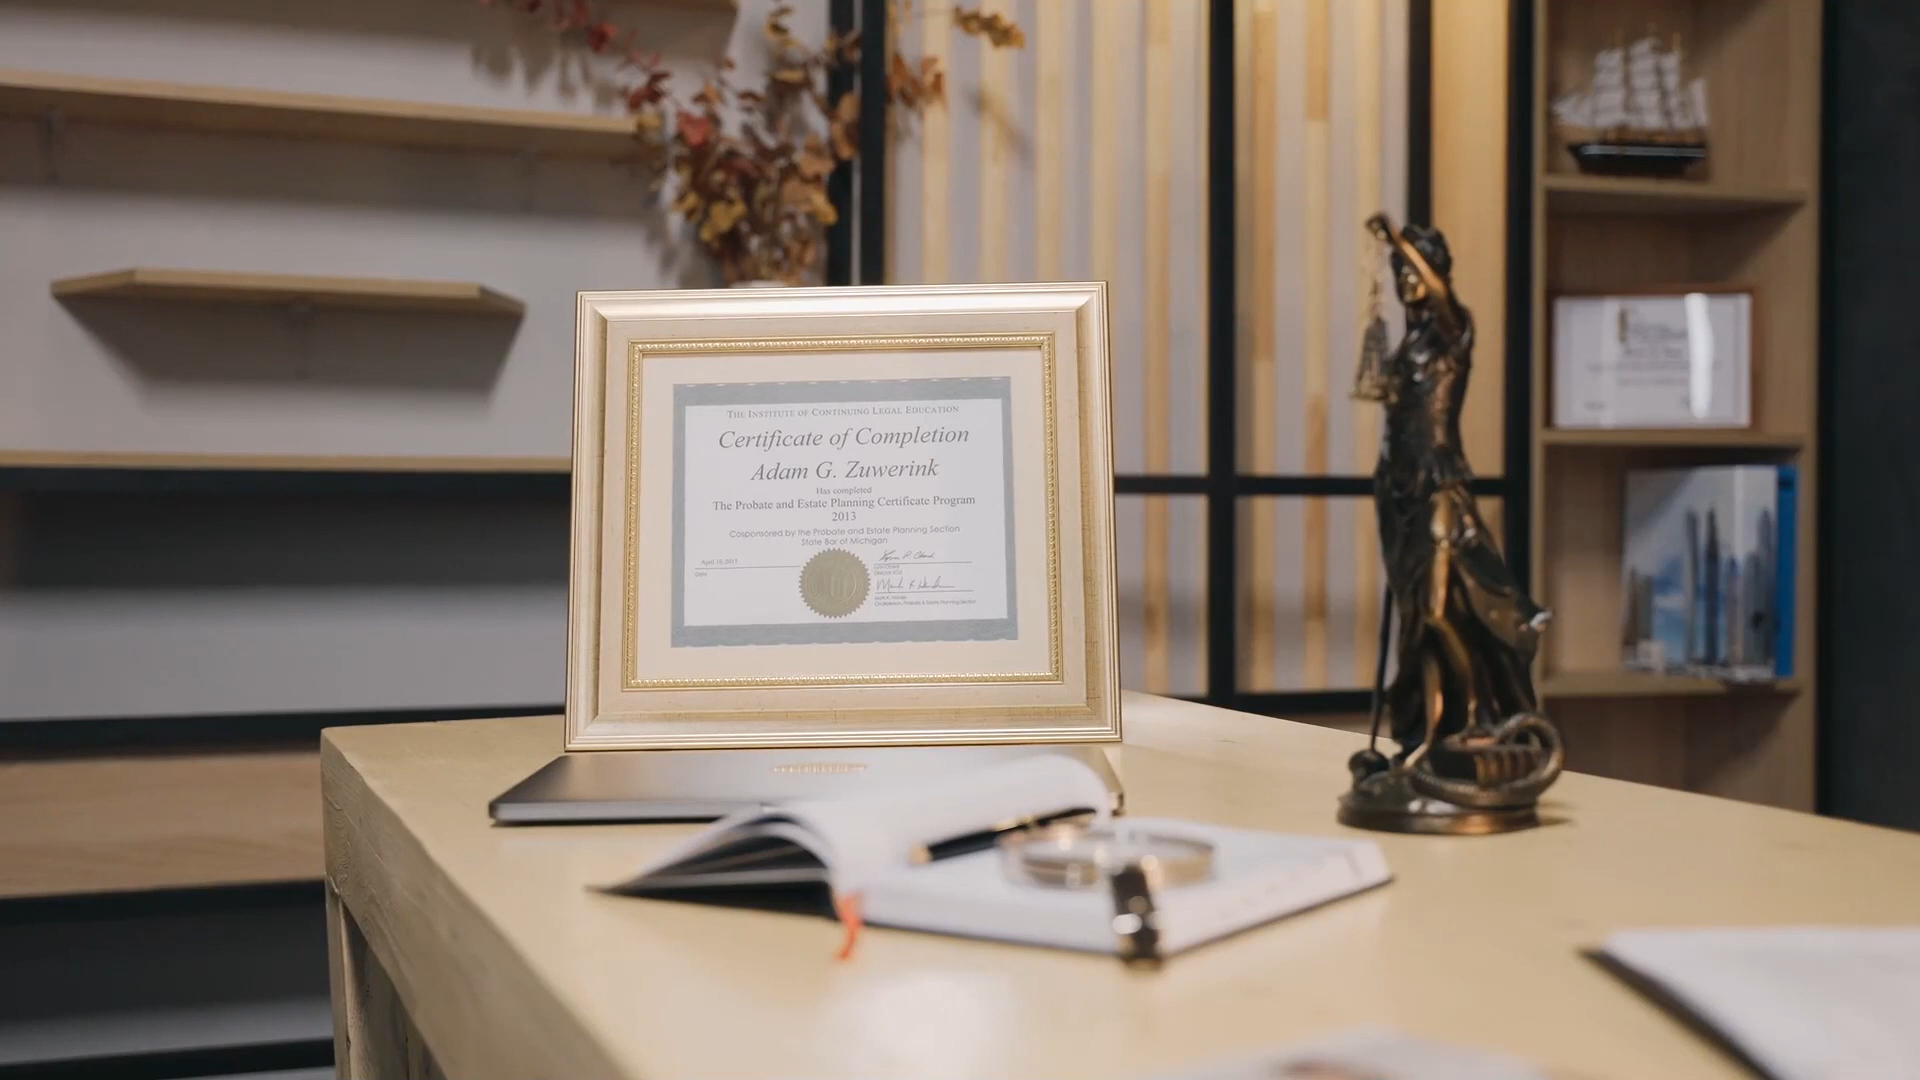 THE INSTITUTE OF CONTINUING LEGAL EDUCATION
Certificate of Completion
Adam G. Zuwerink
Has completed
The Probate and Estate Planning Certificate Program
2013
Cosponsored by the Probate and Estate Planning Section
State Bar of Michigan
Date